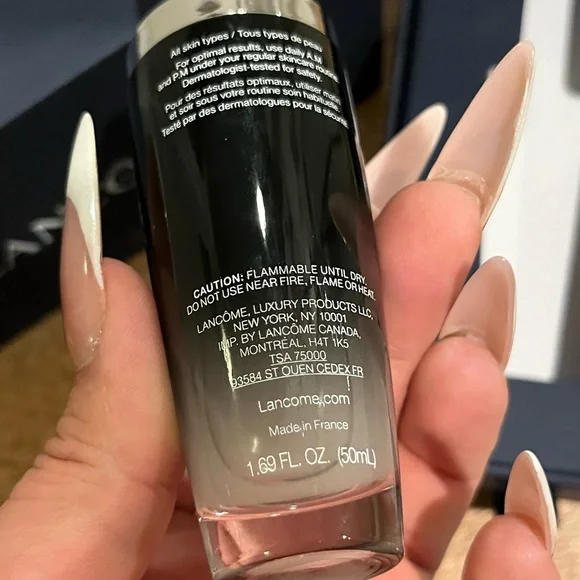 All skin types / Tous types de peau
For optimal results, use daily A.M
and P.M under your regular skincare routine
Dermatologist-tested for safety.
Pour des résultats optimaux, utiliser matin
et soir sous votre routine soin habituelle.
Testé par des dermatologues pour la sécurité.
CAUTION: FLAMMABLE UNTIL DRY.
DO NOT USE NEAR FIRE, FLAME OR HEAT.
LANCÔME, LUXURY PRODUCTS LLC,
NEW YORK, NY 10001
IMP. BY LANCÔME CANADA,
MONTRÉAL, H4T 1K5
TSA 75000
93584 ST OUEN CEDEX FR
Lancome.com
Made in France
1.69 FL. OZ. (50mL)